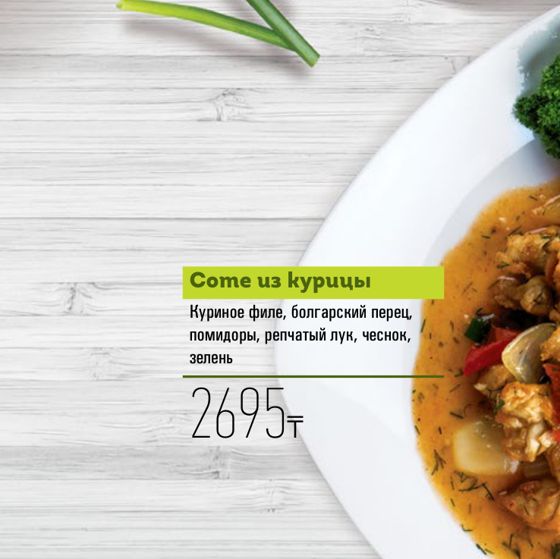 Соте из курицы
Куриное филе, болгарский перец,
помидоры, репчатый лук, чеснок,
зелень
2695₸